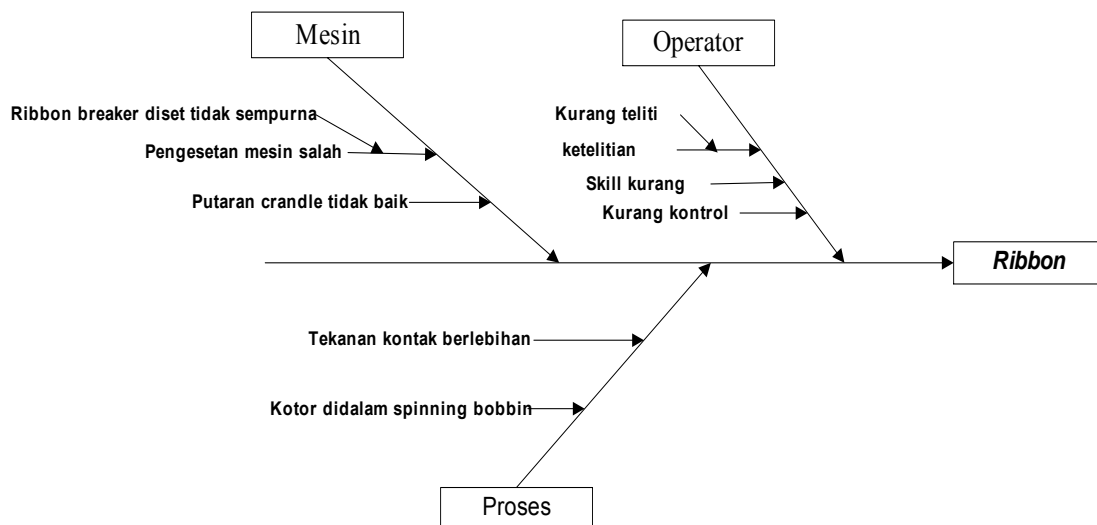 Mesin
Operator
Ribbon breaker diset tidak sempurna
Kurang teliti
Pengesetan mesin salah
ketelitian
Skill kurang
Putaran crandle tidak baik
Kurang kontrol
Ribbon
Tekanan kontak berlebihan
Kotor didalam spinning bobbin
Proses